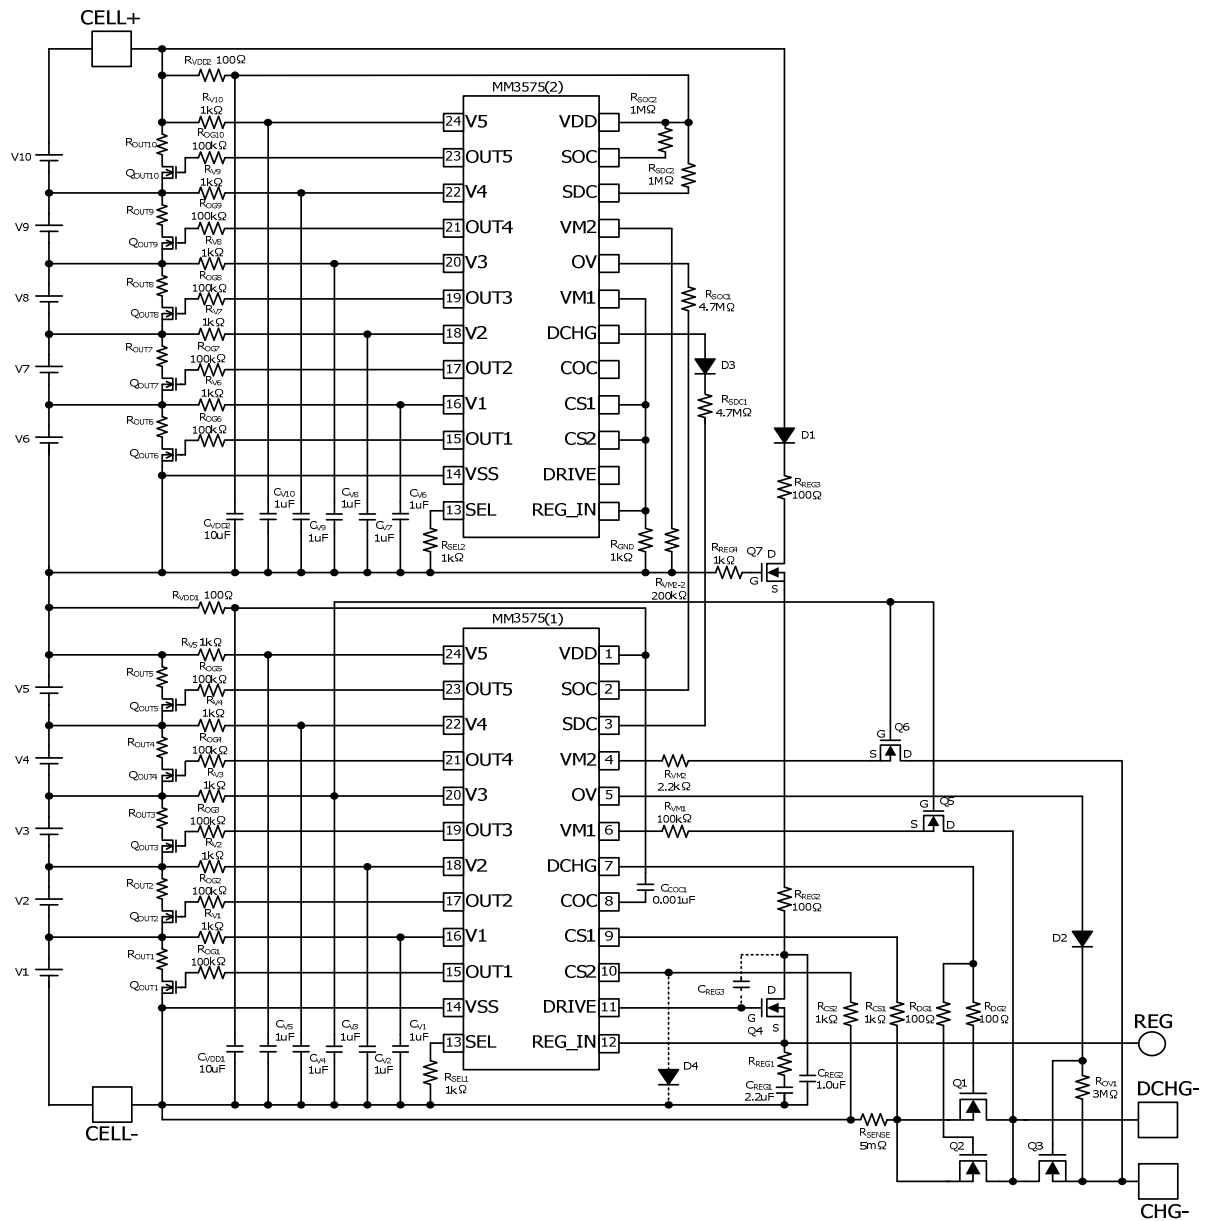 CELL+
RVDD2 100Ω
MM3575(2)
RV10
1kΩ
RSOC2
1MΩ
24 V5
VDD
ROUT10
ROG10
100kΩ
23 OUT5
SOC
V10
QOUT10
RV9
1kΩ
RSDC2
1MΩ
22 V4
SDC
ROUT9
ROG9
100kΩ
21 OUT4
VM2
V9
QOUT9
RV8
1kΩ
20 V3
OV
ROUT8
ROG8
100kΩ
19 OUT3
VM1
RSOC1
4.7MΩ
V8
QOUT8
RV7
1kΩ
18 V2
DCHG
ROUT7
ROG7
100kΩ
17 OUT2
COC
D3
V7
QOUT7
RV6
1kΩ
16 V1
CS1
RSDC1
4.7MΩ
ROUT6
ROG6
100kΩ
15 OUT1
CS2
D1
V6
QOUT6
14 VSS
DRIVE
RREG3
100Ω
13 SEL
REG_IN
CVDD2
10uF
CV10
1uF
CV9
1uF
CV8
1uF
CV7
1uF
CV6
1uF
RSEL2
1kΩ
RGND
1kΩ
RVM2-2
200kΩ
RREG4
1kΩ
Q7
D
G
S
RVDD1 100Ω
MM3575(1)
RV5 1kΩ
24 V5
VDD 1
ROUT5
ROG5
100kΩ
23 OUT5
SOC 2
V5
QOUT5
RV4
1kΩ
22 V4
SDC 3
ROUT4
ROG4
100kΩ
G
Q6
S
D
21 OUT4
VM2 4
RVM2
2.2kΩ
V4
QOUT4
RV3
1kΩ
20 V3
OV 5
RVM1
100kΩ
G
Q5
S
D
ROUT3
ROG3
100kΩ
19 OUT3
VM1 6
V3
QOUT3
RV2
1kΩ
18 V2
DCHG 7
ROUT2
ROG2
100kΩ
17 OUT2
COC 8
CCOC1
0.001uF
RREG2
100Ω
V2
QOUT2
RV1
1kΩ
16 V1
CS1 9
D2
ROUT1
ROG1
100kΩ
15 OUT1
CS2 10
V1
QOUT1
CREG3
D
G
S
Q4
14 VSS
DRIVE 11
RCS2
1kΩ
RCS1
1kΩ
RDG1
100Ω
RDG2
100Ω
13 SEL
REG_IN 12
REG
CVDD1
10uF
CV5
1uF
CV4
1uF
CV3
1uF
CV2
1uF
CV1
1uF
RSEL1
1kΩ
D4
RREG1
CREG1
2.2uF
CREG2
1.0uF
Q1
ROV1
3MΩ
DCHG-
CELL-
RSENSE
5mΩ
Q2
Q3
CHG-